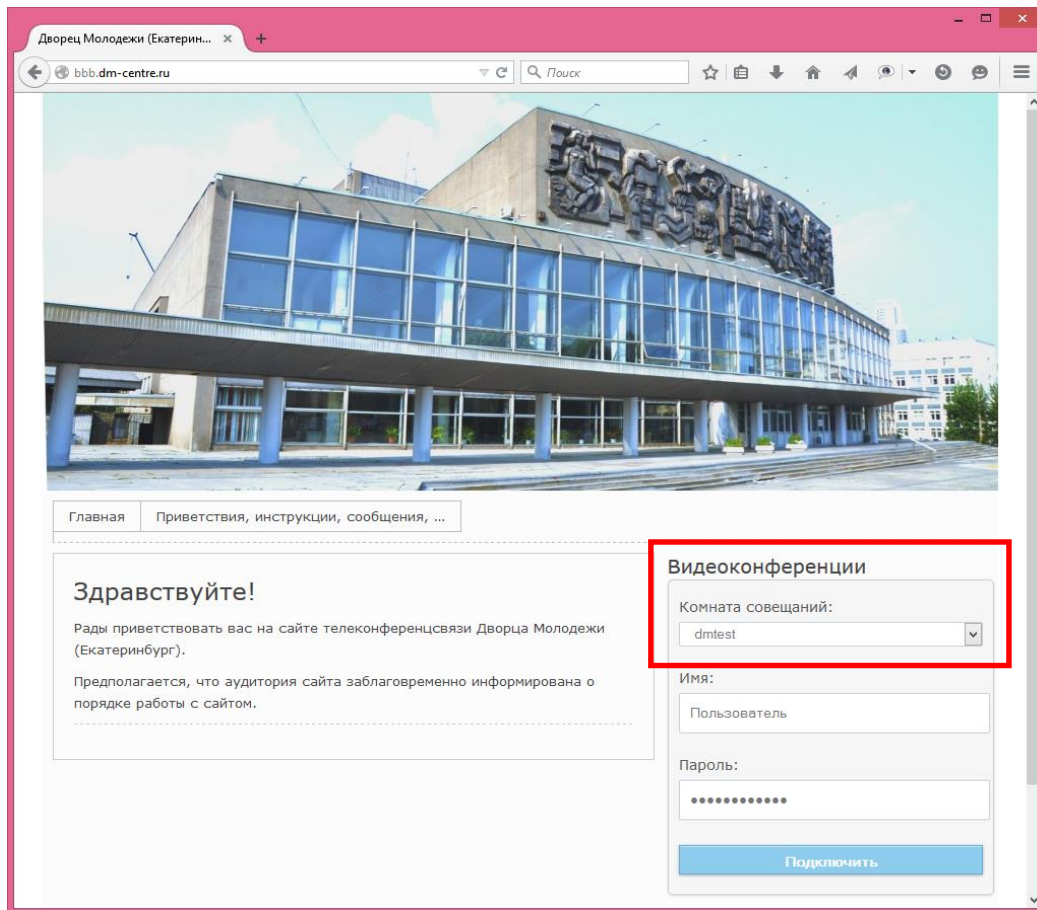 Дворец Молодежи (Екатерин...
bbb.dm-centre.ru
Поиск
Главная
Приветствия, инструкции, сообщения, ...
Здравствуйте!
Рады приветствовать вас на сайте телеконференцсвязи Дворца Молодежи
(Екатеринбург).
Предполагается, что аудитория сайта заблаговременно информирована о
порядке работы с сайтом.
Видеоконференции
Комната совещаний:
dmtest
Имя:
Пользователь
Пароль:
••••••••••••
Подключить